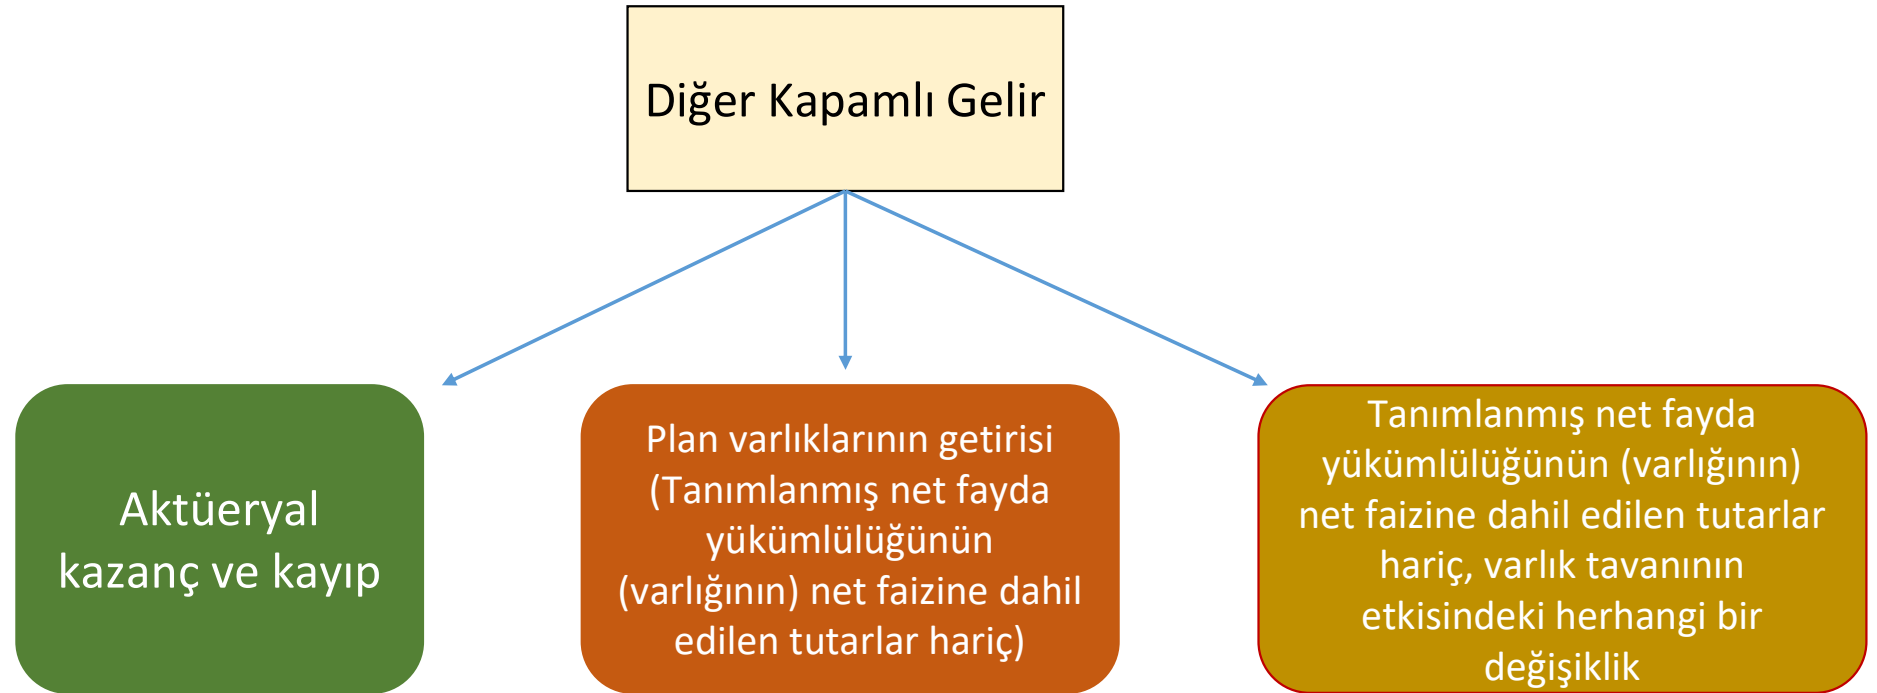 Diğer Kapamlı Gelir
Aktüeryal
kazanç ve kayıp
Plan varlıklarının getirisi
(Tanımlanmış net fayda
yükümlülüğünün
(varlığının) net faizine dahil
edilen tutarlar hariç)
Tanımlanmış net fayda
yükümlülüğünün (varlığının)
net faizine dahil edilen tutarlar
hariç, varlık tavanının
etkisindeki herhangi bir
değişiklik